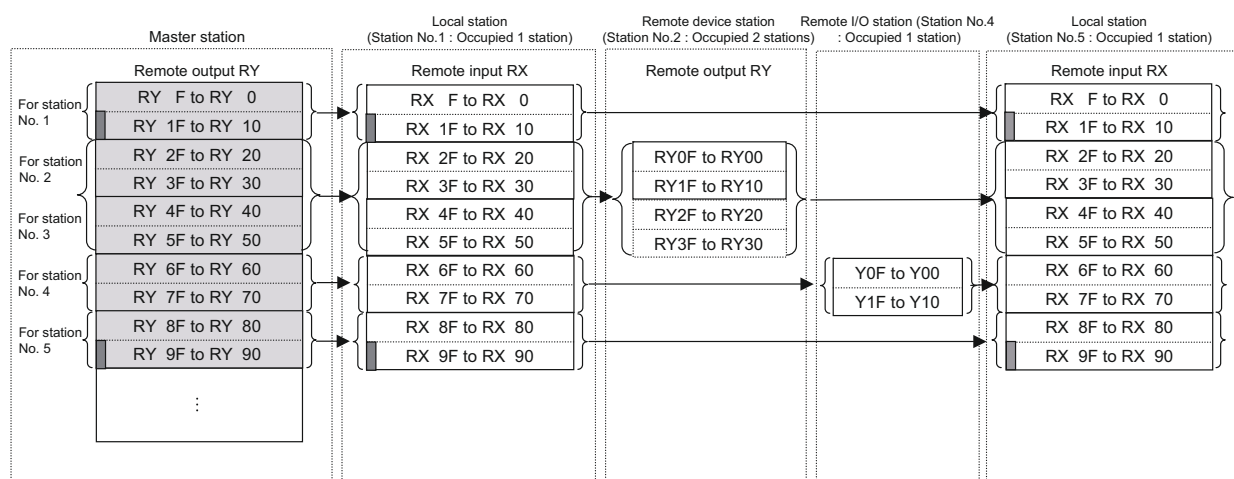 Master station
Local station
(Station No.1 : Occupied 1 station)
Remote device station
(Station No.2 : Occupied 2 stations)
Remote I/O station (Station No.4
: Occupied 1 station)
Local station
(Station No.5 : Occupied 1 station)
Remote output RY
Remote input RX
Remote output RY
Remote input RX
For station
No. 1
For station
No. 2
For station
No. 3
For station
No. 4
For station
No. 5
RY F to RY 0
RY 1F to RY 10
RY 2F to RY 20
RY 3F to RY 30
RY 4F to RY 40
RY 5F to RY 50
RY 6F to RY 60
RY 7F to RY 70
RY 8F to RY 80
RY 9F to RY 90
⋮
RX F to RX 0
RX 1F to RX 10
RX 2F to RX 20
RX 3F to RX 30
RX 4F to RX 40
RX 5F to RX 50
RX 6F to RX 60
RX 7F to RX 70
RX 8F to RX 80
RX 9F to RX 90
RY0F to RY00
RY1F to RY10
RY2F to RY20
RY3F to RY30
Y0F to Y00
Y1F to Y10
RX F to RX 0
RX 1F to RX 10
RX 2F to RX 20
RX 3F to RX 30
RX 4F to RX 40
RX 5F to RX 50
RX 6F to RX 60
RX 7F to RX 70
RX 8F to RX 80
RX 9F to RX 90